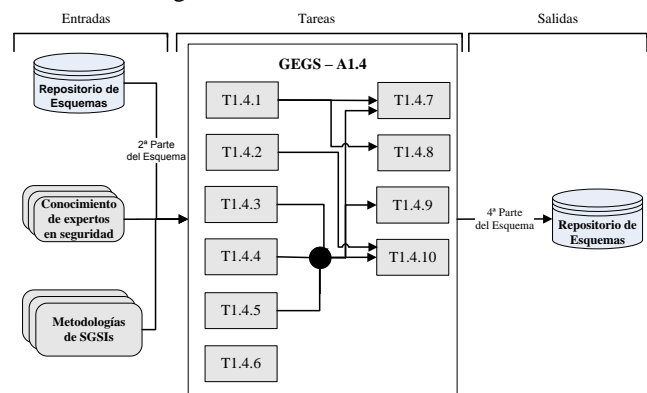 Entradas
Tareas
Salidas
GEGS – A1.4
Repositorio de
Esquemas
2ª Parte
del Esquema
Conocimiento
de expertos
en seguridad
Metodologías
de SGSIs
T1.4.1
T1.4.2
T1.4.3
T1.4.4
T1.4.5
T1.4.6
T1.4.7
T1.4.8
T1.4.9
T1.4.10
4ª Parte
del Esquema
Repositorio de
Esquemas